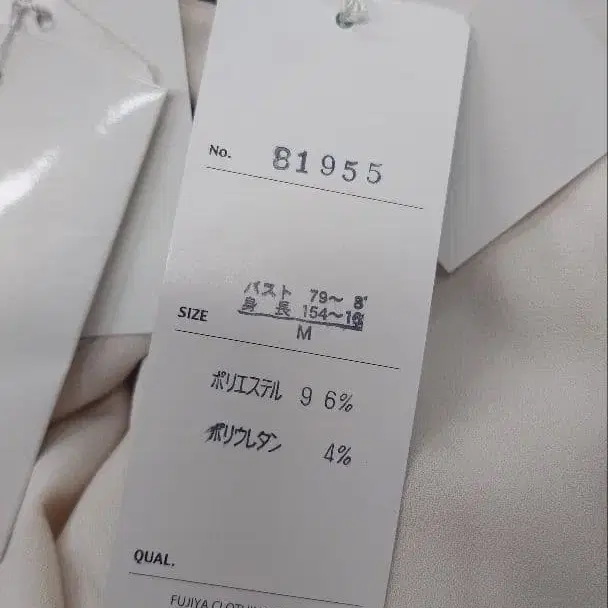 No. 81955
バスト 79～
身長 154～
SIZE
M
ポリエステル 96%
ポリウレタン 4%
QUAL.
FUJIYA